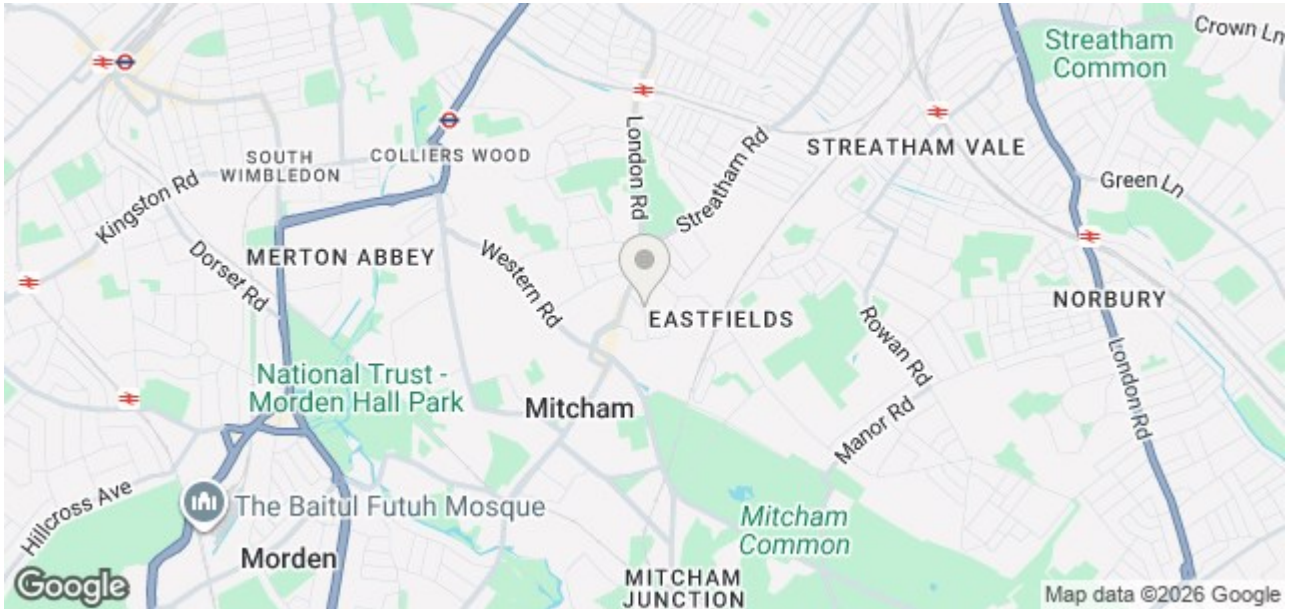 Crown Ln
Streatham
Common
London Rd
Streatham Rd
STREATHAM VALE
SOUTH
WIMBLEDON
COLLIERS WOOD
Green Ln
Kingston Rd
MERTON ABBEY
Dorset Rd
Western Rd
EASTFIELDS
NORBURY
Rowan Rd
London Rd
National Trust -
Morden Hall Park
Mitcham
Manor Rd
Hillcross Ave
The Baitul Futuh Mosque
Mitcham
Common
Morden
MITCHAM
JUNCTION
Google
Map data ©2026 Google